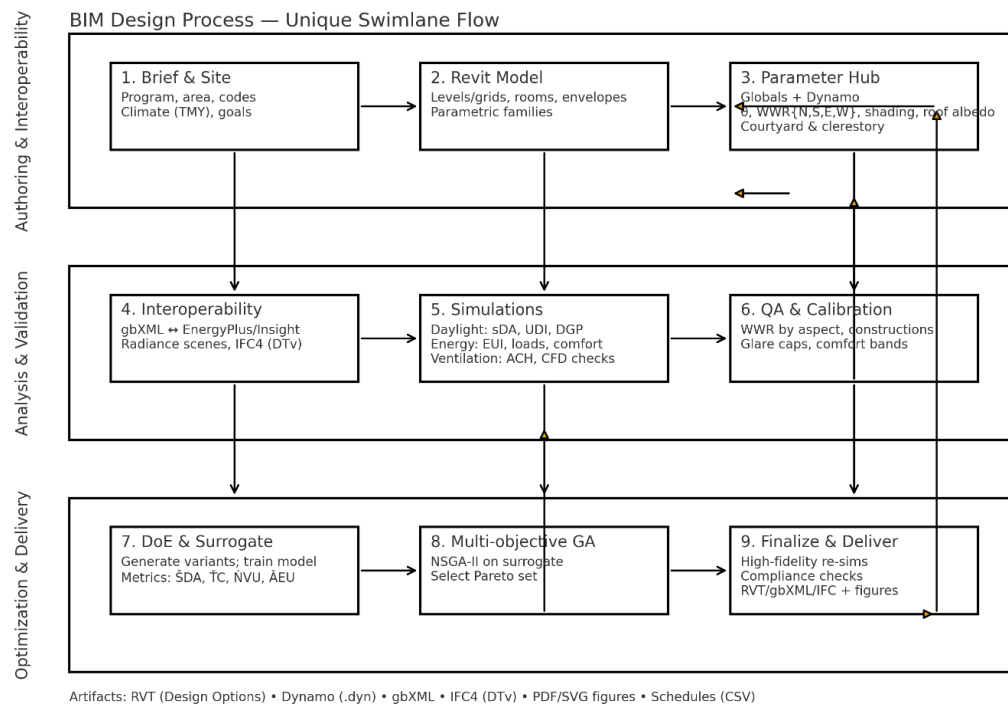 BIM Design Process — Unique Swimlane Flow
Authoring & Interoperability
1. Brief & Site
Program, area, codes
Climate (TMY), goals
2. Revit Model
Levels/grids, rooms, envelopes
Parametric families
3. Parameter Hub
Globals + Dynamo
θ, WWR{N,S,E,W}, shading, roof albedo
Courtyard & clerestory
Analysis & Validation
4. Interoperability
gbXML ↔ EnergyPlus/Insight
Radiance scenes, IFC4 (DTv)
5. Simulations
Daylight: sDA, UDI, DGP
Energy: EUI, loads, comfort
Ventilation: ACH, CFD checks
6. QA & Calibration
WWR by aspect, constructions
Glare caps, comfort bands
Optimization & Delivery
7. DoE & Surrogate
Generate variants; train model
Metrics: ŜDA, T̂C, N̂VU, ÂEU
8. Multi-objective GA
NSGA-II on surrogate
Select Pareto set
9. Finalize & Deliver
High-fidelity re-sims
Compliance checks
RVT/gbXML/IFC + figures
Artifacts: RVT (Design Options) • Dynamo (.dyn) • gbXML • IFC4 (DTv) • PDF/SVG figures • Schedules (CSV)